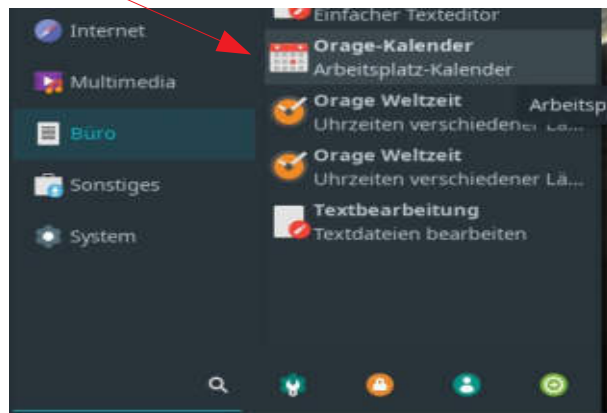 Internet
Multimedia
Büro
Sonstiges
System
Einfacher Texteditor
Orage-Kalender
Arbeitsplatz-Kalender
Orage Weltzeit
Arbeitsp
Uhrzeiten verschiedener Lä...
Orage Weltzeit
Uhrzeiten verschiedener Lä...
Textbearbeitung
Textdateien bearbeiten